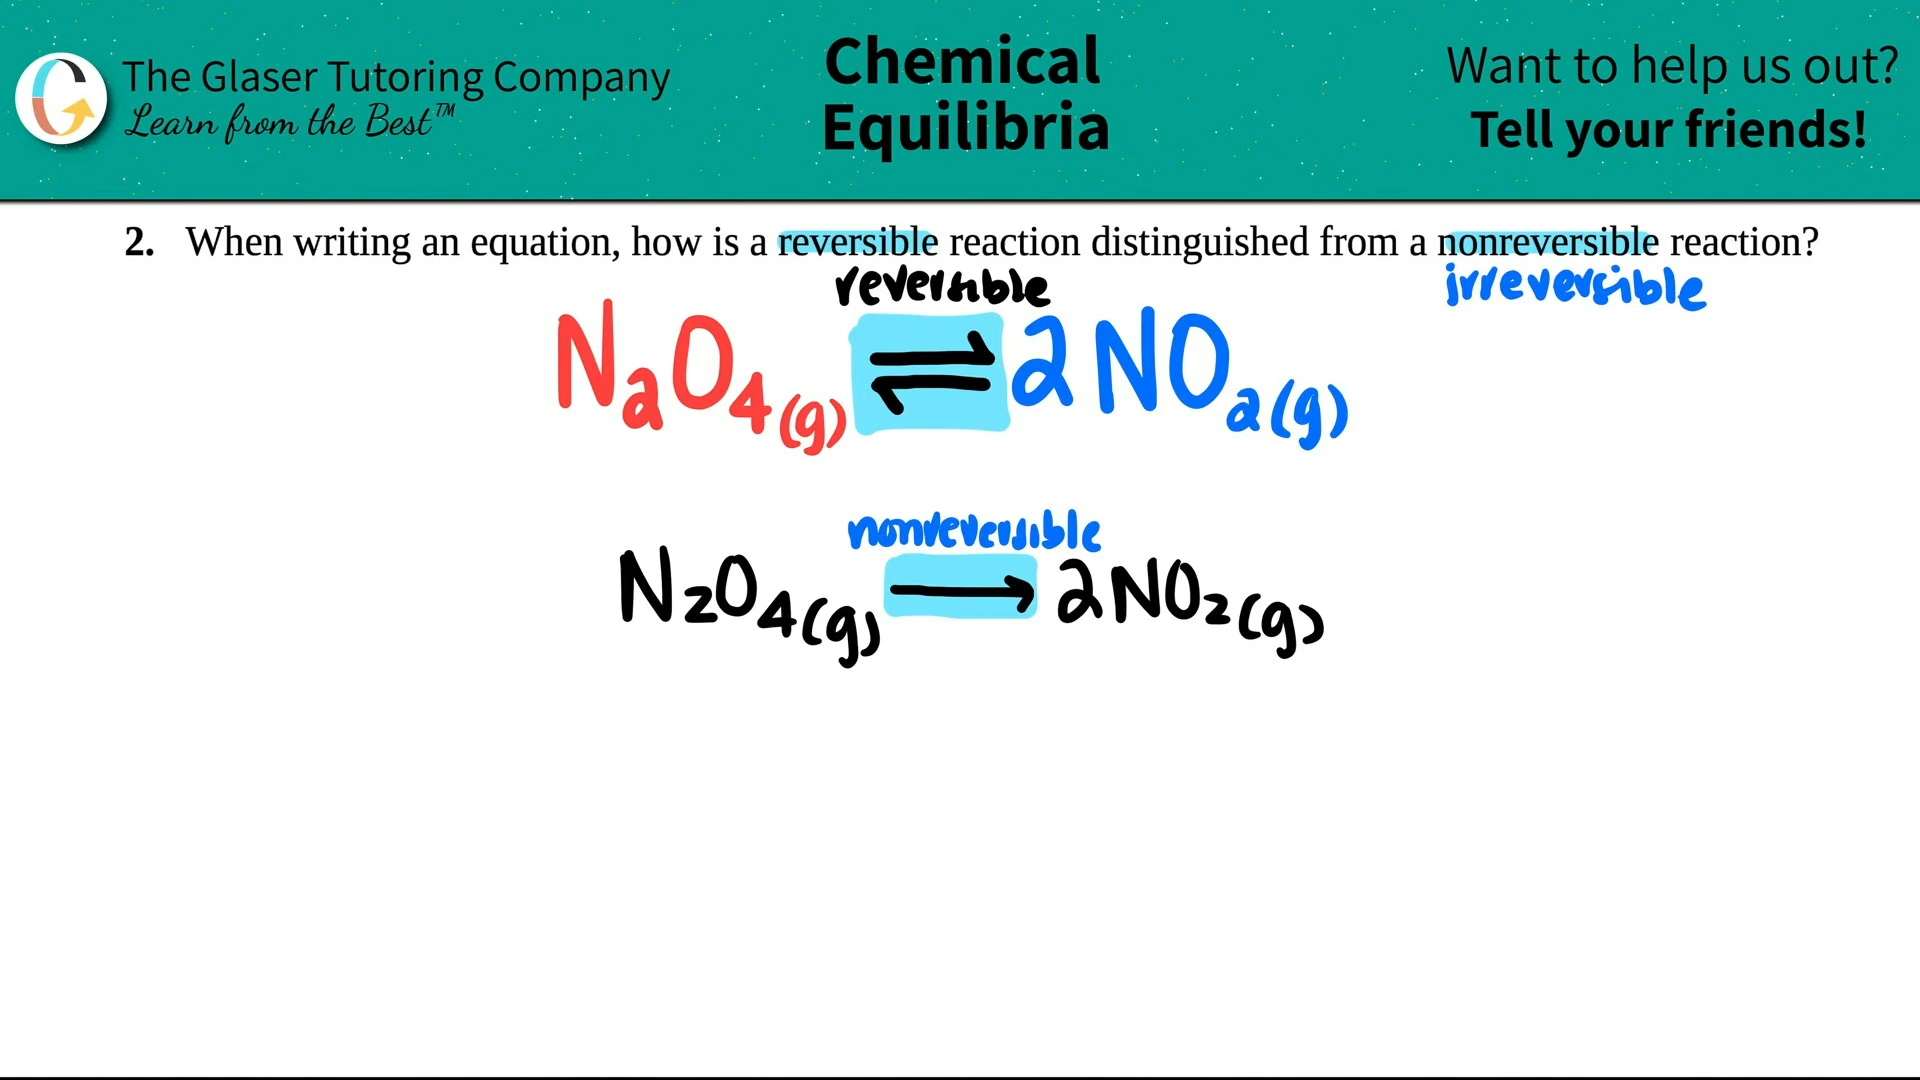 The Glaser Tutoring Company
Learn from the Best™
Chemical
Equilibria
Want to help us out?
Tell your friends!
2. When writing an equation, how is a reversible reaction distinguished from a nonreversible reaction?
reversible
irreversible
N₂O₄(g) ⇌ 2NO₂(g)
nonreversible
N₂O₄(g) → 2NO₂(g)